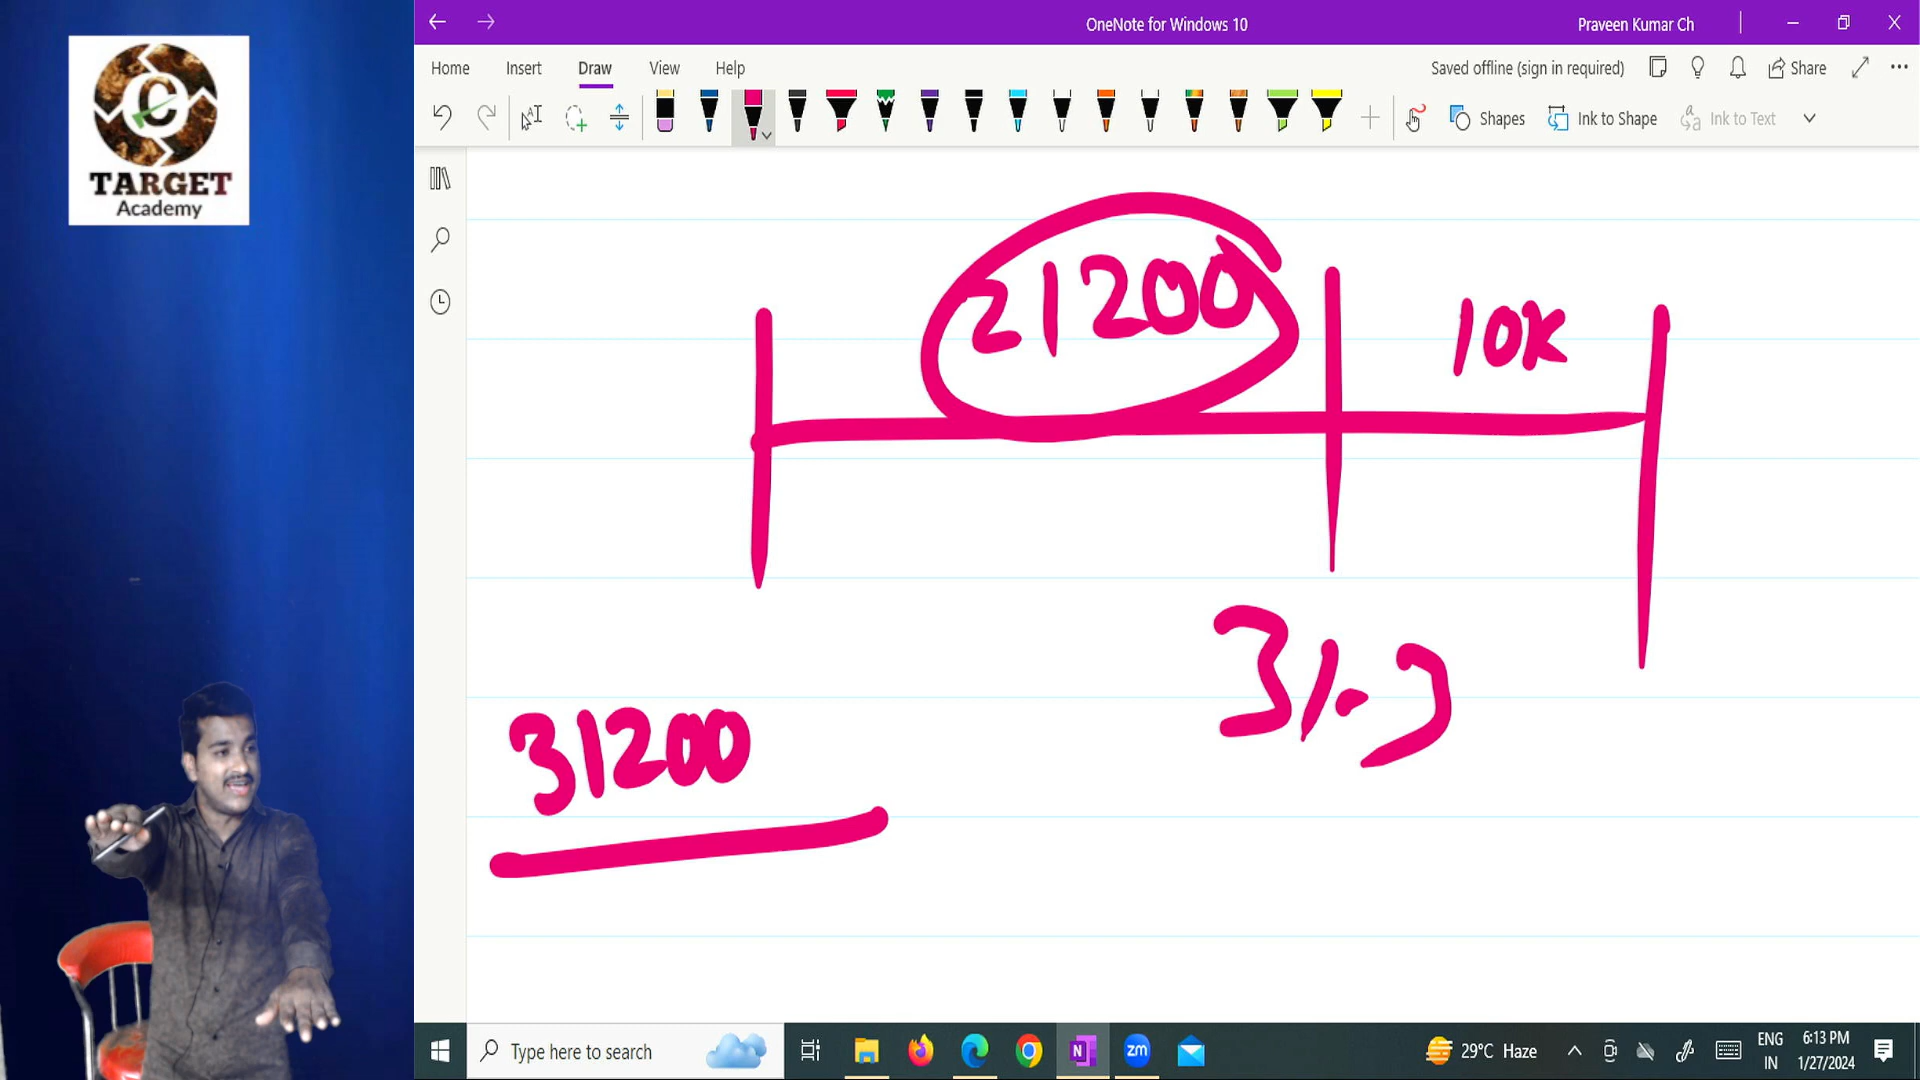 TARGET
Academy
OneNote for Windows 10
Praveen Kumar Ch
Home Insert Draw View Help
Saved offline (sign in required) Share
Shapes Ink to Shape Ink to Text
21200
10K
31200
Type here to search
N
zm
29°C Haze
ENG
IN
6:13 PM
1/27/2024